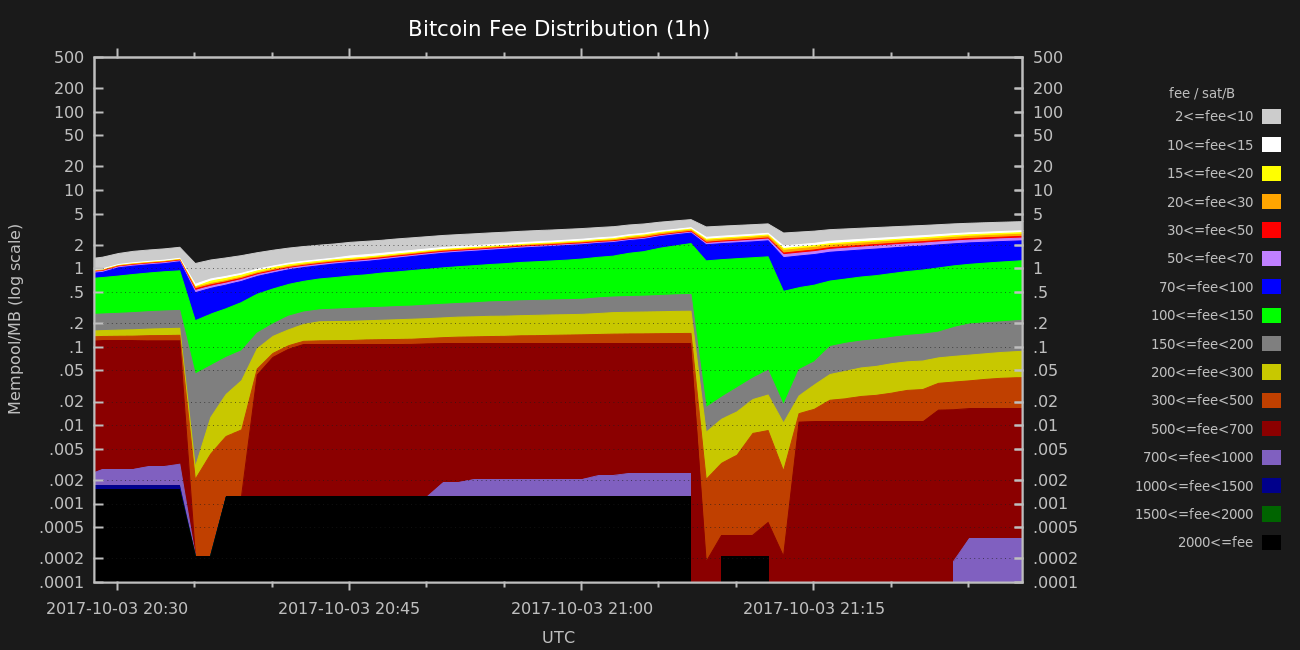 Bitcoin Fee Distribution (1h)
500 500
200 200
100 100
50 50
20 20
10 10
5 5
2 2
1 1
.5 .5
.2 .2
.1 .1
.05 .05
.02 .02
.01 .01
.005 .005
.002 .002
.001 .001
.0005 .0005
.0002 .0002
.0001 .0001
Mempool/MB (log scale)
2017-10-03 20:30 2017-10-03 20:45 2017-10-03 21:00 2017-10-03 21:15
UTC
fee / sat/B
2<=fee<10
10<=fee<15
15<=fee<20
20<=fee<30
30<=fee<50
50<=fee<70
70<=fee<100
100<=fee<150
150<=fee<200
200<=fee<300
300<=fee<500
500<=fee<700
700<=fee<1000
1000<=fee<1500
1500<=fee<2000
2000<=fee